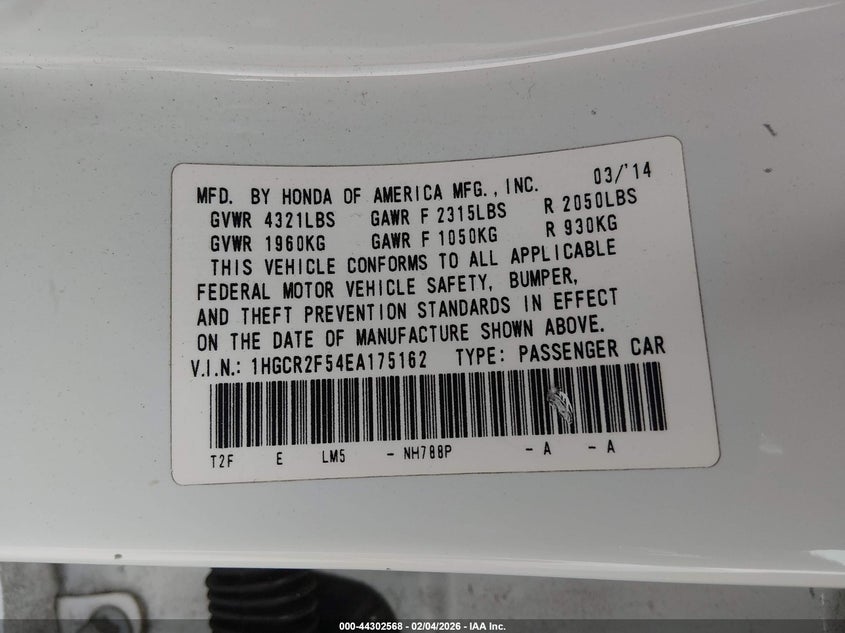 MFD. BY HONDA OF AMERICA MFG., INC. 03/'14
GVWR 4321LBS GAWR F 2315LBS R 2050LBS
GVWR 1960KG GAWR F 1050KG R 930KG
THIS VEHICLE CONFORMS TO ALL APPLICABLE
FEDERAL MOTOR VEHICLE SAFETY, BUMPER,
AND THEFT PREVENTION STANDARDS IN EFFECT
ON THE DATE OF MANUFACTURE SHOWN ABOVE.
V.I.N.: 1HGCR2F54EA175162 TYPE: PASSENGER CAR
T2F E LM5 - NH788P - A - A
000-44302568 - 02/04/2026 - IAA Inc.